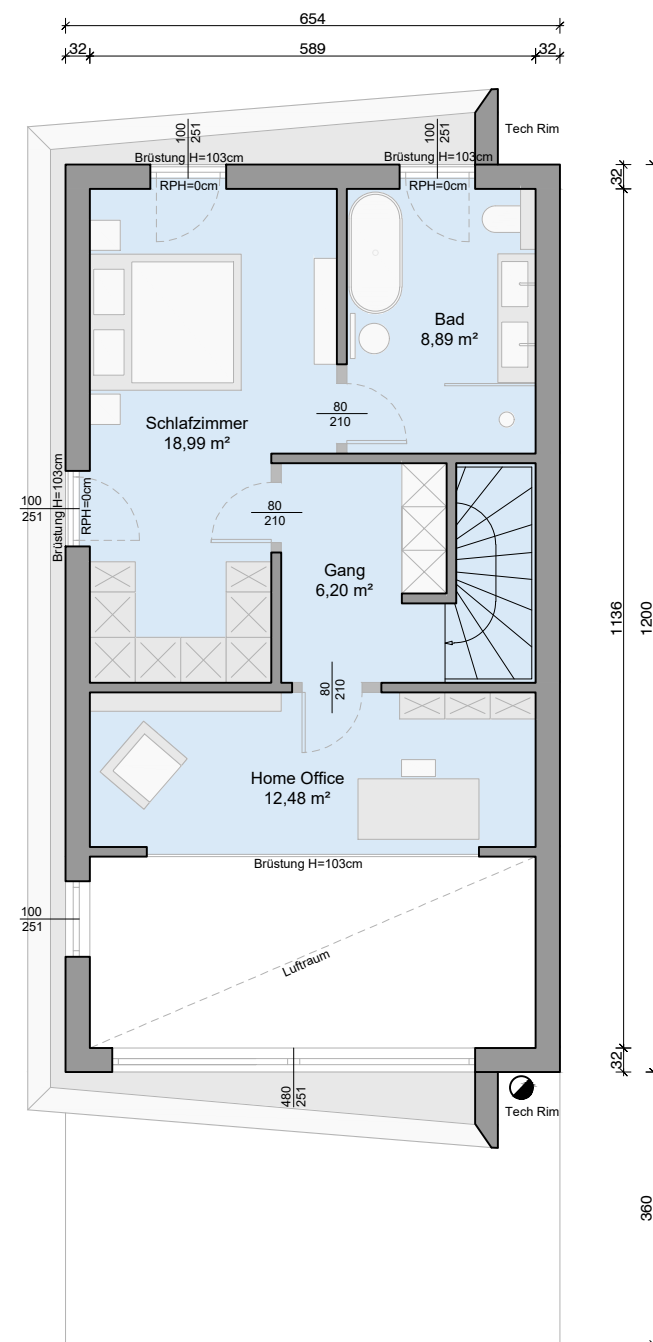 654
32
589
32
Tech Rim
100
251
100
251
Brüstung H=103cm
Brüstung H=103cm
RPH=0cm
RPH=0cm
32
Bad
8,89 m²
80
210
Schlafzimmer
18,99 m²
Brüstung H=103cm
RPH=0cm
100
251
80
210
Gang
6,20 m²
1136
1200
80
210
Home Office
12,48 m²
Brüstung H=103cm
100
251
Luftraum
32
480
251
Tech Rim
360